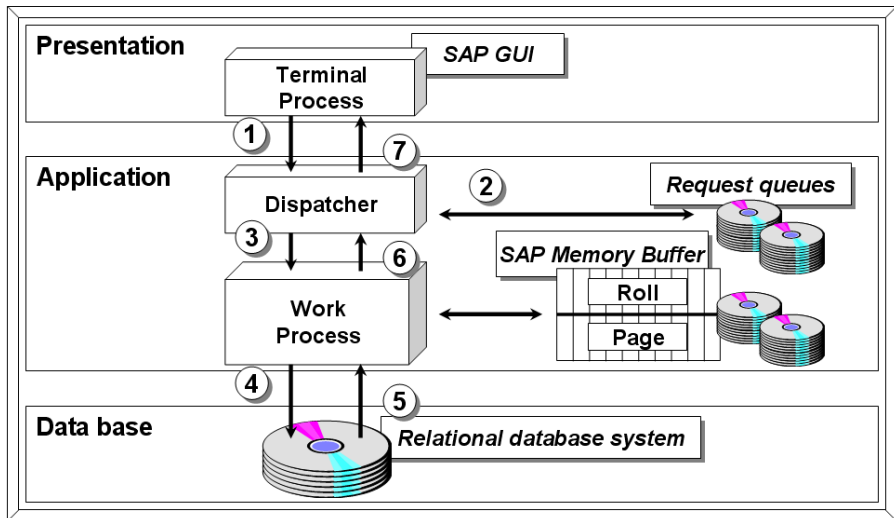 Presentation
SAP GUI
Terminal
Process
1
7
Application
2
Request queues
Dispatcher
3
6
SAP Memory Buffer
Roll
Work
Process
Page
4
5
Data base
Relational database system